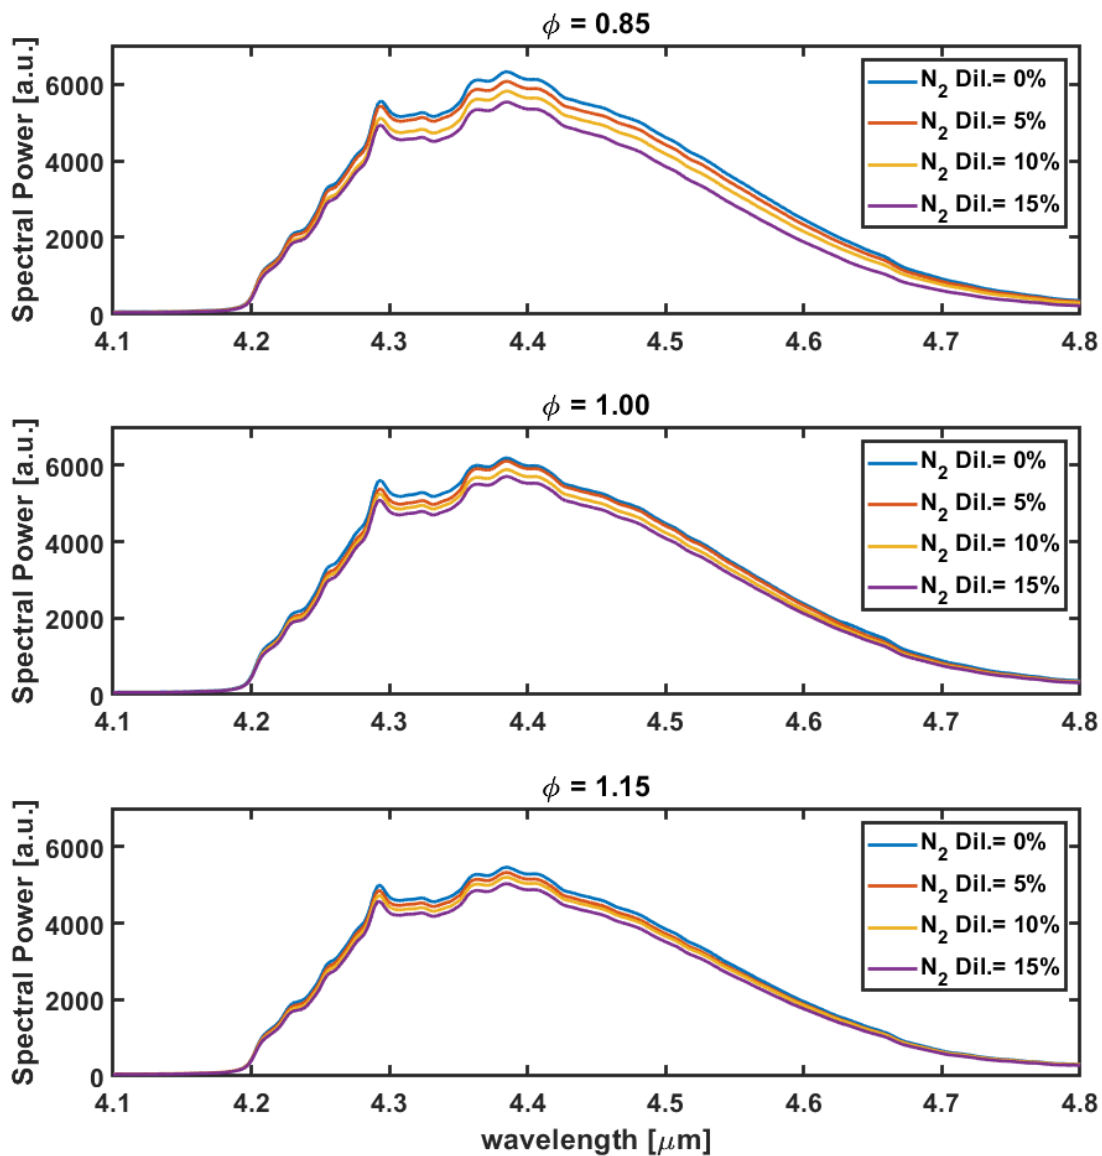 ϕ = 0.85
Spectral Power [a.u.]
6000
4000
2000
0
N2 Dil.= 0%
N2 Dil.= 5%
N2 Dil.= 10%
N2 Dil.= 15%
4.1 4.2 4.3 4.4 4.5 4.6 4.7 4.8
ϕ = 1.00
Spectral Power [a.u.]
6000
4000
2000
0
N2 Dil.= 0%
N2 Dil.= 5%
N2 Dil.= 10%
N2 Dil.= 15%
4.1 4.2 4.3 4.4 4.5 4.6 4.7 4.8
ϕ = 1.15
Spectral Power [a.u.]
6000
4000
2000
0
N2 Dil.= 0%
N2 Dil.= 5%
N2 Dil.= 10%
N2 Dil.= 15%
4.1 4.2 4.3 4.4 4.5 4.6 4.7 4.8
wavelength [μm]